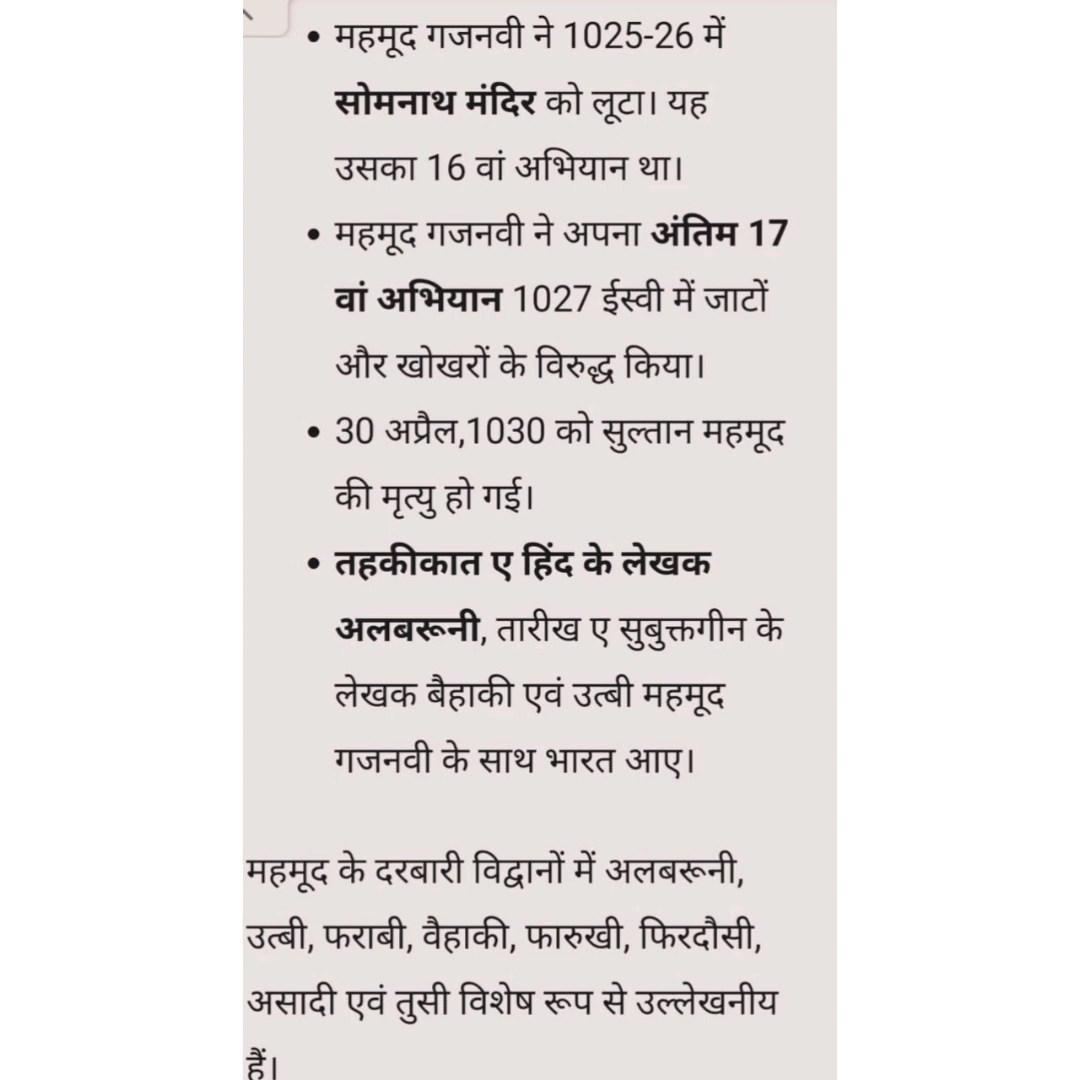 • महमूद गजनवी ने 1025-26 में
सोमनाथ मंदिर को लूटा। यह
उसका 16 वां अभियान था।
• महमूद गजनवी ने अपना अंतिम 17
वां अभियान 1027 ईस्वी में जाटों
और खोखरों के विरुद्ध किया।
• 30 अप्रैल,1030 को सुल्तान महमूद
की मृत्यु हो गई।
• तहकीकात ए हिंद के लेखक
अलबरूनी, तारीख ए सुबुक्तगीन के
लेखक बैहाकी एवं उत्बी महमूद
गजनवी के साथ भारत आए।
महमूद के दरबारी विद्वानों में अलबरूनी,
उत्बी, फराबी, वैहाकी, फारुखी, फिरदौसी,
असादी एवं तुसी विशेष रूप से उल्लेखनीय
हैं।